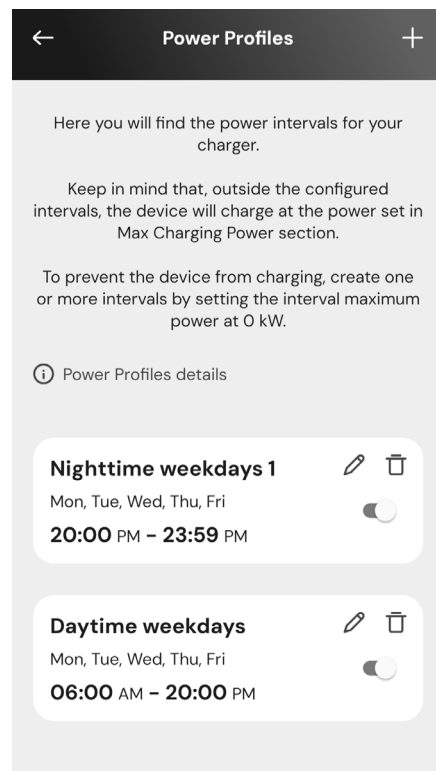 Power Profiles
Here you will find the power intervals for your
charger.
Keep in mind that, outside the configured
intervals, the device will charge at the power set in
Max Charging Power section.
To prevent the device from charging, create one
or more intervals by setting the interval maximum
power at 0 kW.
Power Profiles details
Nighttime weekdays 1
Mon, Tue, Wed, Thu, Fri
20:00 PM – 23:59 PM
Daytime weekdays
Mon, Tue, Wed, Thu, Fri
06:00 AM – 20:00 PM